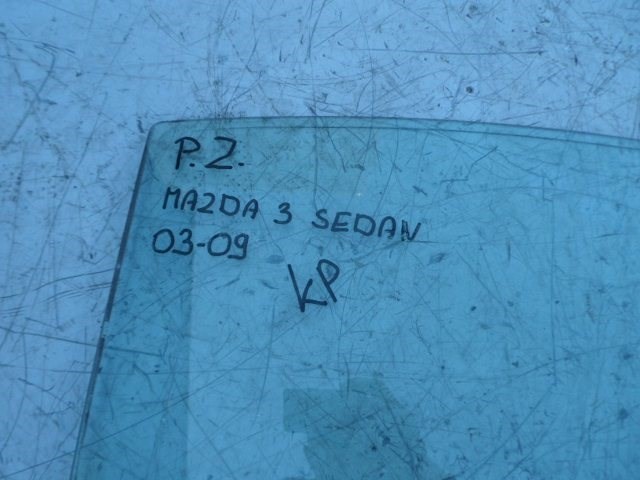 P.Z.
MAZDA 3 SEDAN
03-09
KP